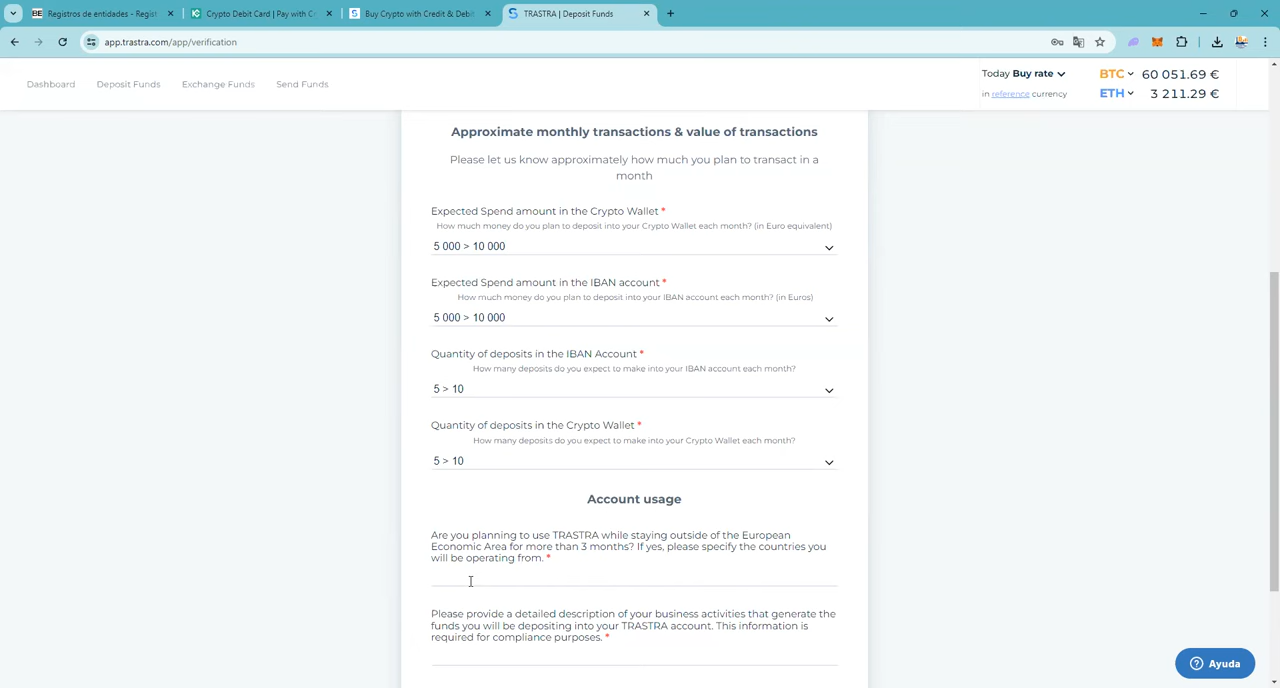 BE Registros de entidades - Regist
Crypto Debit Card | Pay with C
Buy Crypto with Credit & Debi
TRASTRA | Deposit Funds
app.trastra.com/app/verification
Dashboard Deposit Funds Exchange Funds Send Funds
Today Buy rate BTC 60 051.69 €
in reference currency ETH 3 211.29 €
Approximate monthly transactions & value of transactions
Please let us know approximately how much you plan to transact in a
month
Expected Spend amount in the Crypto Wallet *
How much money do you plan to deposit into your Crypto Wallet each month? (in Euro equivalent)
5 000 > 10 000
Expected Spend amount in the IBAN account *
How much money do you plan to deposit into your IBAN account each month? (in Euros)
5 000 > 10 000
Quantity of deposits in the IBAN Account *
How many deposits do you expect to make into your IBAN account each month?
5 > 10
Quantity of deposits in the Crypto Wallet *
How many deposits do you expect to make into your Crypto Wallet each month?
5 > 10
Account usage
Are you planning to use TRASTRA while staying outside of the European
Economic Area for more than 3 months? If yes, please specify the countries you
will be operating from. *
Please provide a detailed description of your business activities that generate the
funds you will be depositing into your TRASTRA account. This information is
required for compliance purposes. *
Ayuda